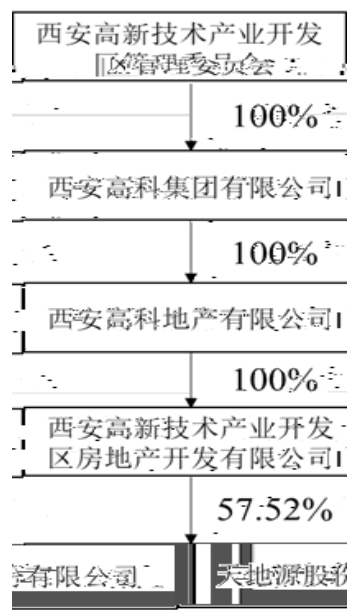 西安高新技术产业开发
区管理委员会
100%
西安高科集团有限公司
100%
西安高科地产有限公司
100%
西安高新技术产业开发
区房地产开发有限公司
57.52%
有限公司 天地源股份